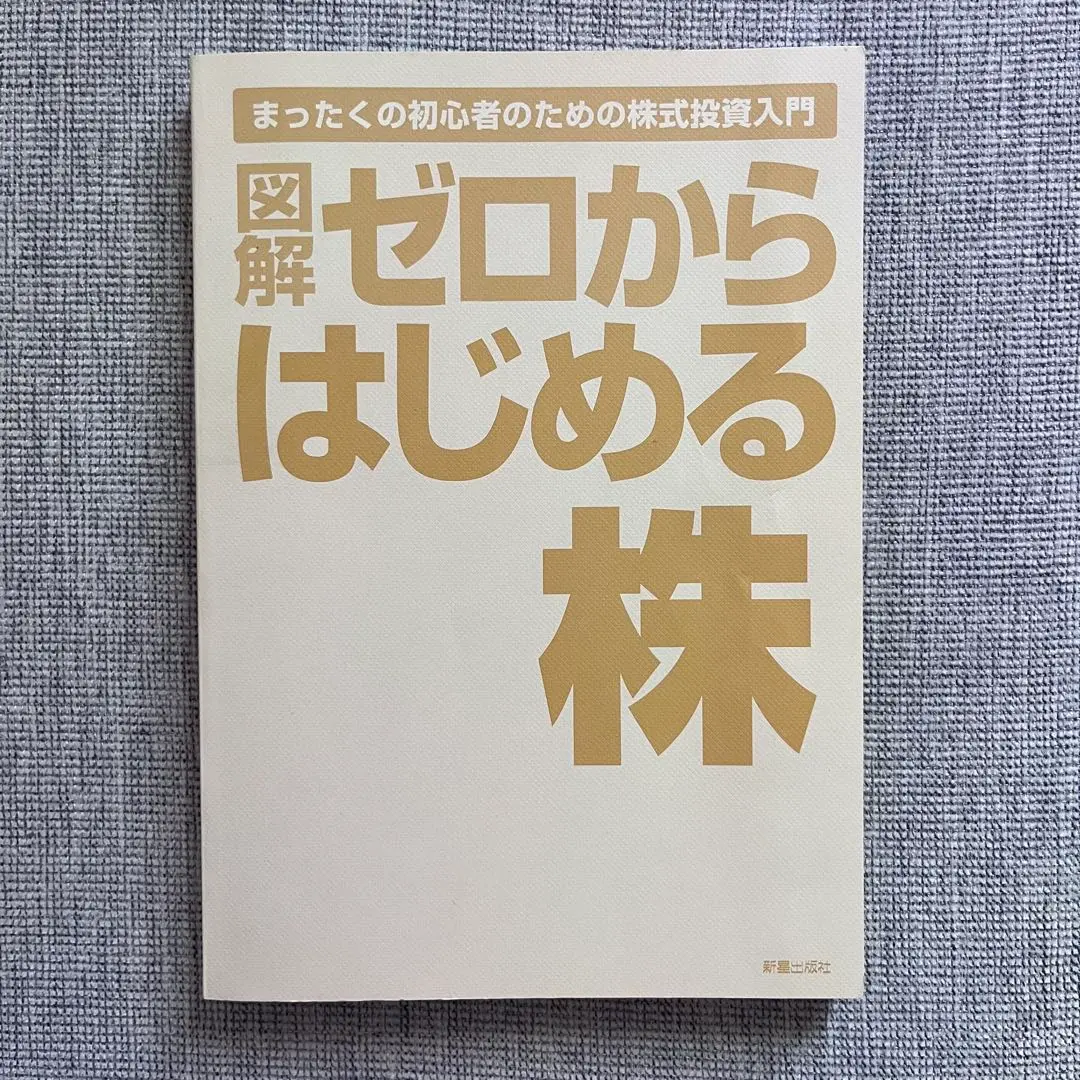 まったくの初心者のための株式投資入門
図解 ゼロから
はじめる
株
新星出版社